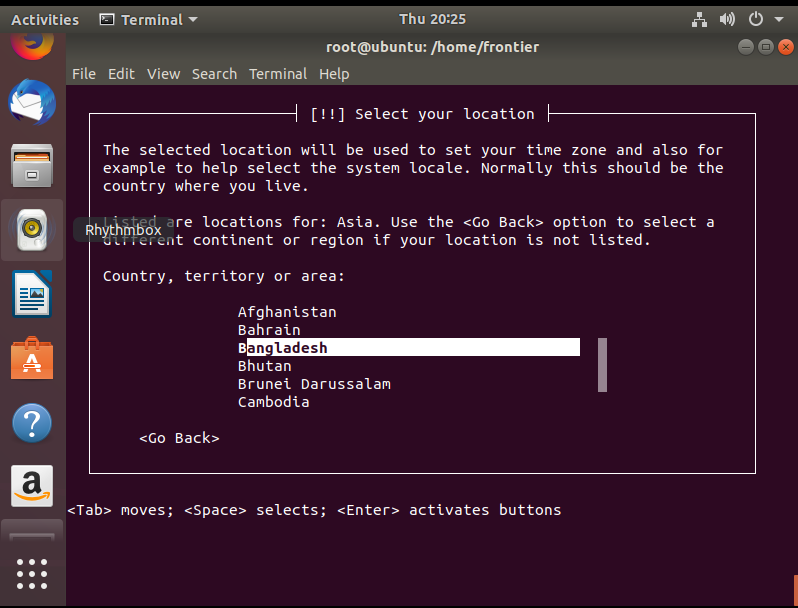 Activities Terminal Thu 20:25
root@ubuntu: /home/frontier
File Edit View Search Terminal Help
[!!] Select your location
The selected location will be used to set your time zone and also for
example to help select the system locale. Normally this should be the
country where you live.
Listed are locations for: Asia. Use the <Go Back> option to select a
Rhythmbox
different continent or region if your location is not listed.
Country, territory or area:
Afghanistan
Bahrain
Bangladesh
Bhutan
Brunei Darussalam
Cambodia
<Go Back>
<Tab> moves; <Space> selects; <Enter> activates buttons
A
?
a